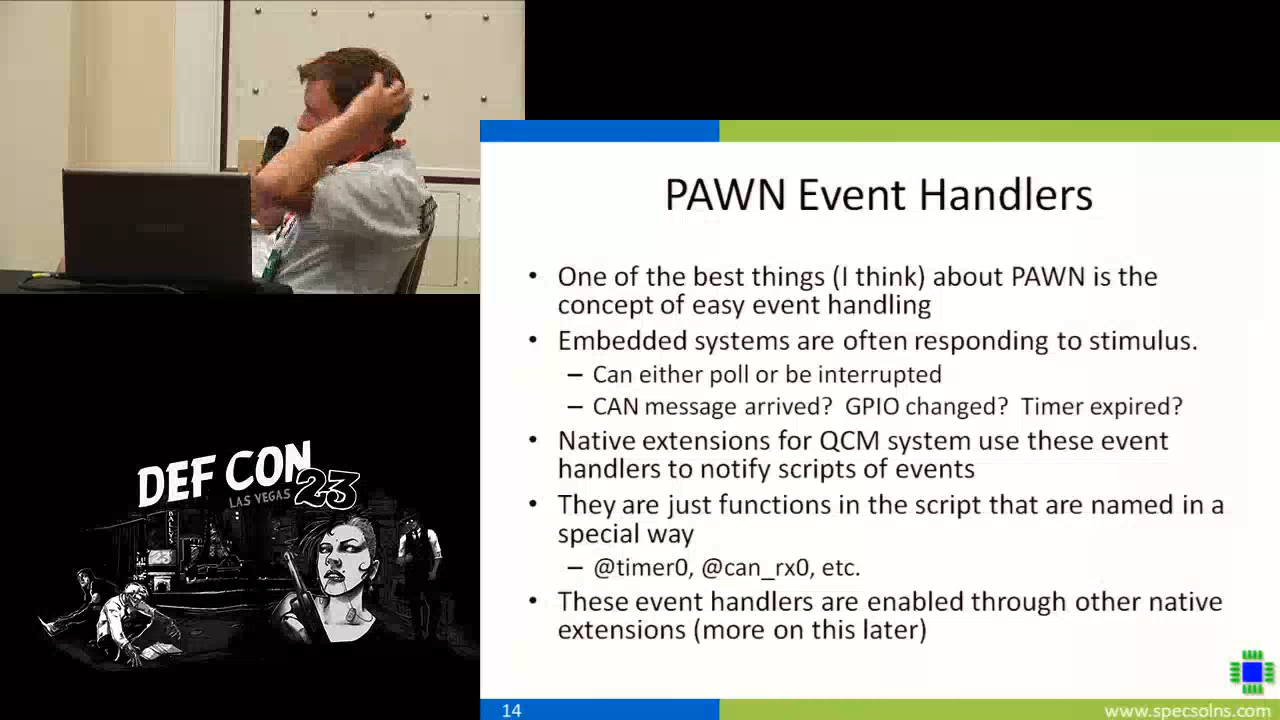 PAWN Event Handlers
• One of the best things (I think) about PAWN is the
concept of easy event handling
• Embedded systems are often responding to stimulus.
– Can either poll or be interrupted
– CAN message arrived? GPIO changed? Timer expired?
• Native extensions for QCM system use these event
handlers to notify scripts of events
• They are just functions in the script that are named in a
special way
– @timer0, @can_rx0, etc.
• These event handlers are enabled through other native
extensions (more on this later)
14
www.specsolns.com
DEF CON
LAS VEGAS 23
BALLY'S